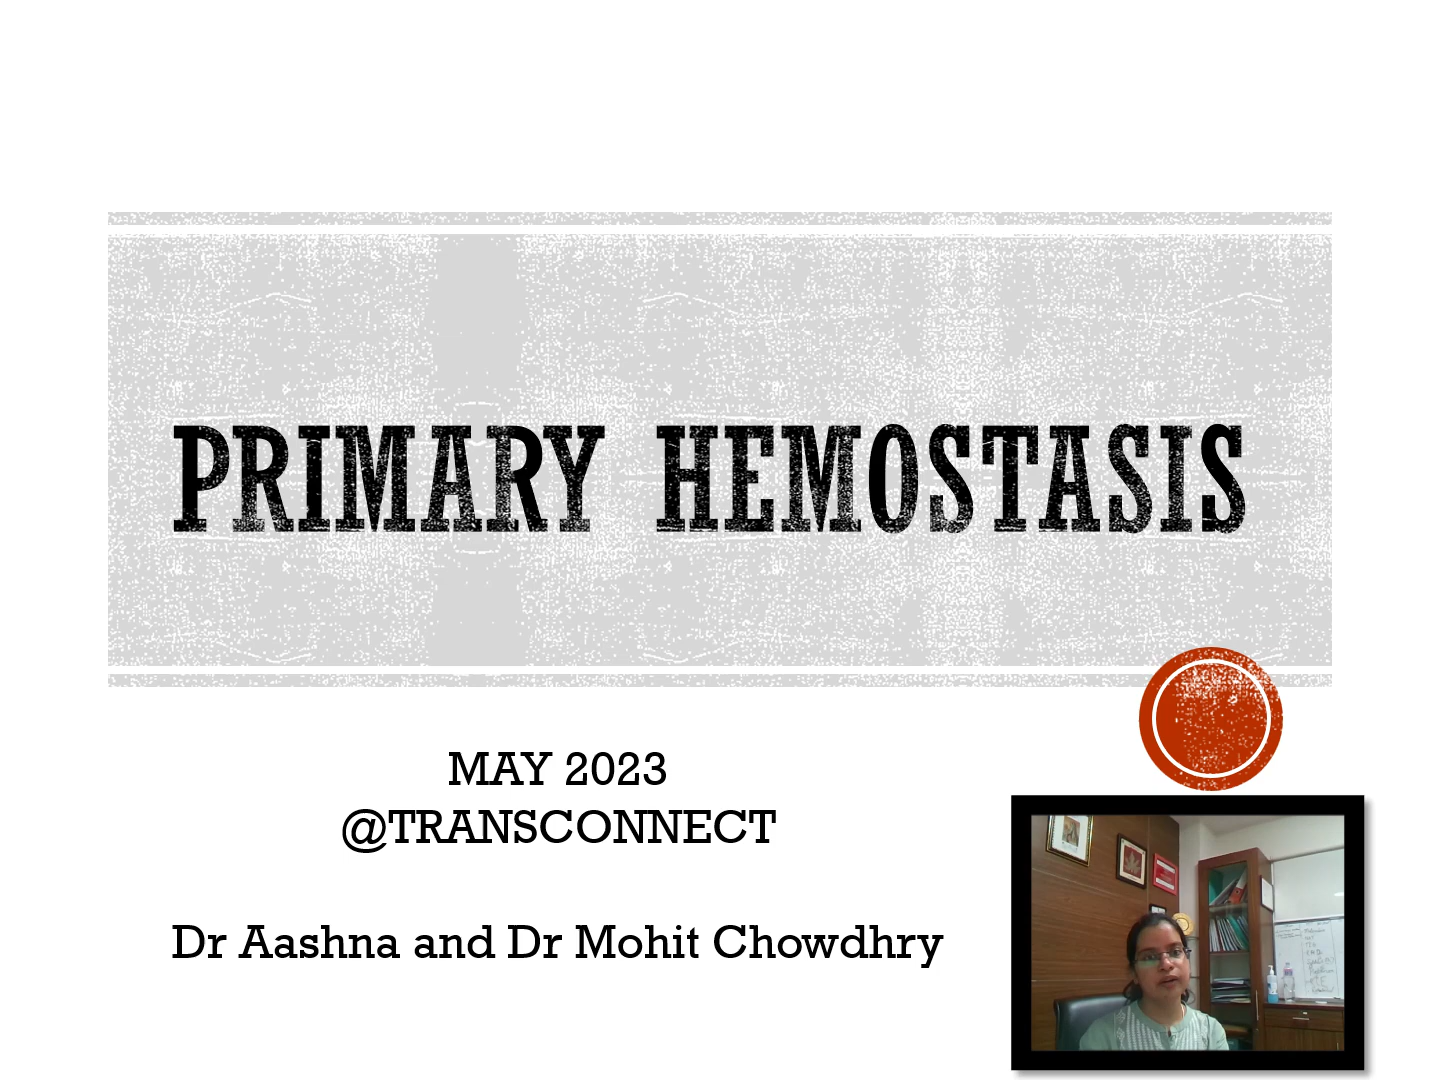 PRIMARY HEMOSTASIS
MAY 2023
@TRANSCONNECT
Dr Aashna and Dr Mohit Chowdhry